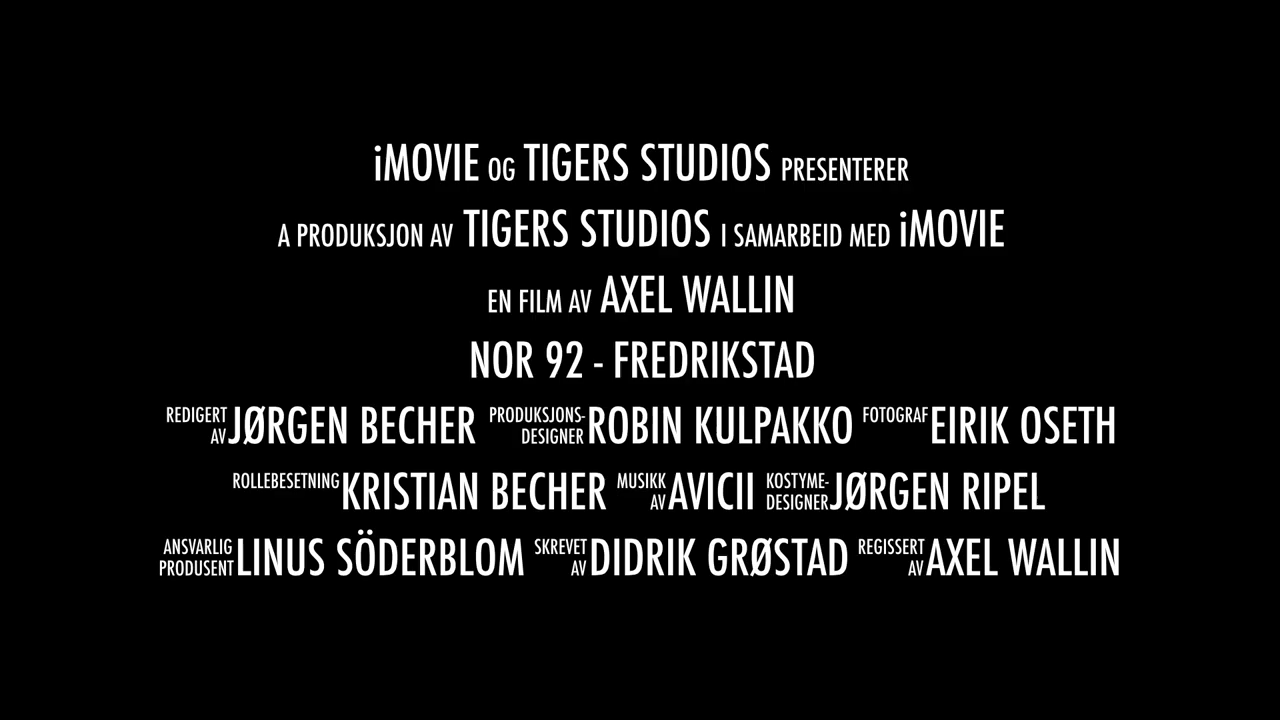 iMOVIE OG TIGERS STUDIOS PRESENTERER
A PRODUKSJON AV TIGERS STUDIOS I SAMARBEID MED iMOVIE
EN FILM AV AXEL WALLIN
NOR 92 - FREDRIKSTAD
REDIGERT AV JØRGEN BECHER PRODUKSJONS-DESIGNER ROBIN KULPAKKO FOTOGRAF EIRIK OSETH
ROLLEBESETNING KRISTIAN BECHER MUSIKK AV AVICII KOSTYME-DESIGNER JØRGEN RIPEL
ANSVARLIG PRODUSENT LINUS SÖDERBLOM SKREVET AV DIDRIK GRØSTAD REGISSERT AV AXEL WALLIN